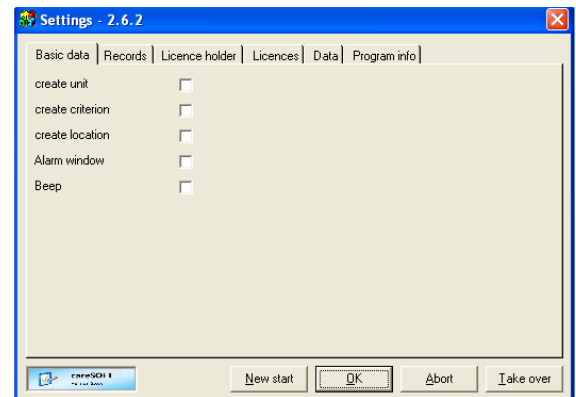 Settings - 2.6.2
Basic data Records Licence holder Licences Data Program info
create unit
create criterion
create location
Alarm window
Beep
careSOFT
New start OK Abort Take over